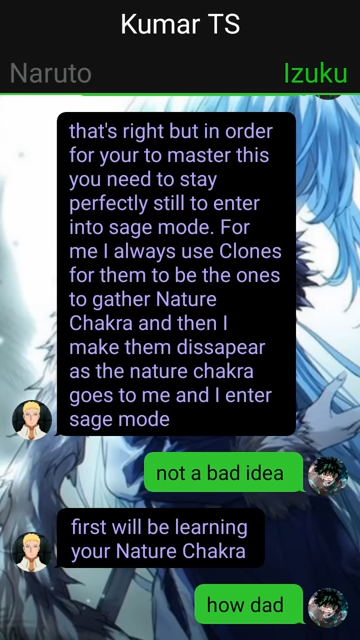 Kumar TS
Naruto Izuku
that's right but in order
for your to master this
you need to stay
perfectly still to enter
into sage mode. For
me I always use Clones
for them to be the ones
to gather Nature
Chakra and then I
make them dissapear
as the nature chakra
goes to me and I enter
sage mode
not a bad idea
first will be learning
your Nature Chakra
how dad